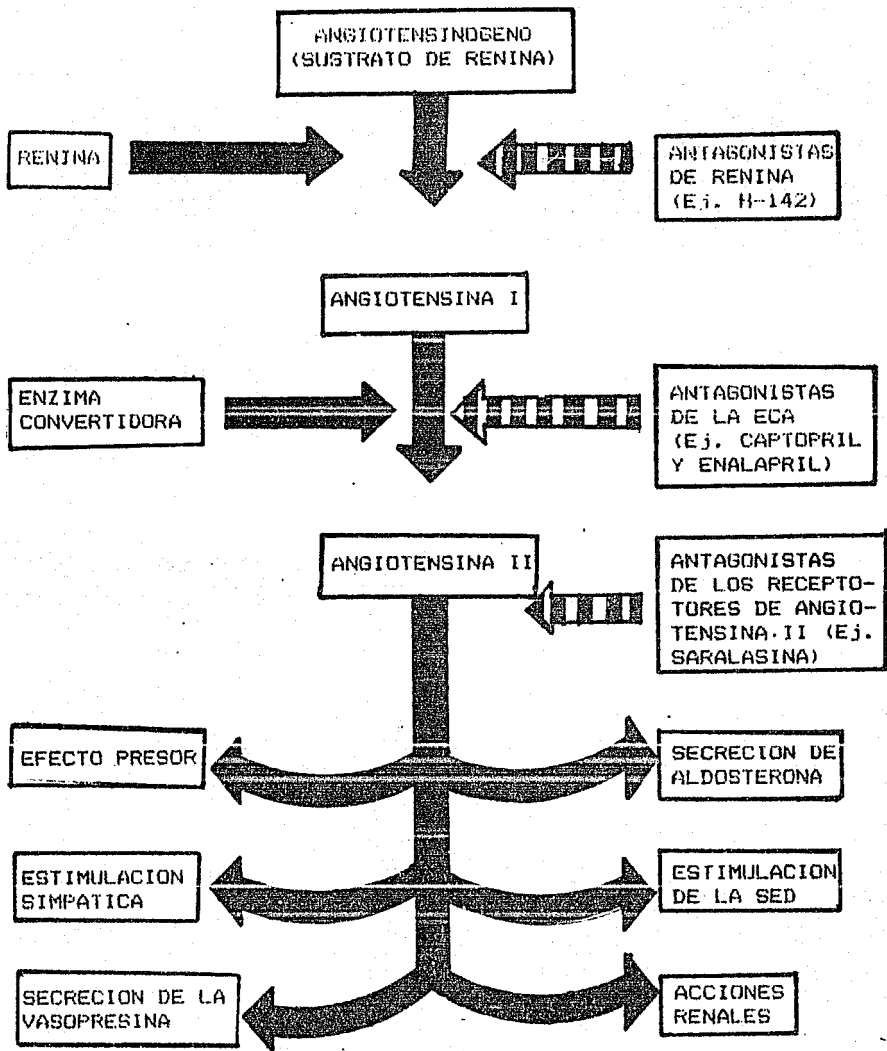 ANGIOTENSINOGENO
(SUSTRATO DE RENINA)
RENINA
ANTAGONISTAS
DE RENINA
(Ej. H-142)
ANGIOTENSINA I
ENZIMA
CONVERTIDORA
ANTAGONISTAS
DE LA ECA
(Ej. CAPTOPRIL
Y ENALAPRIL)
ANGIOTENSINA II
ANTAGONISTAS
DE LOS RECEPTO-
TORES DE ANGIO-
TENSINA II (Ej.
SARALASINA)
EFECTO PRESOR
SECRECION DE
ALDOSTERONA
ESTIMULACION
SIMPATICA
ESTIMULACION
DE LA SED
SECRECION DE LA
VASOPRESINA
ACCIONES
RENALES